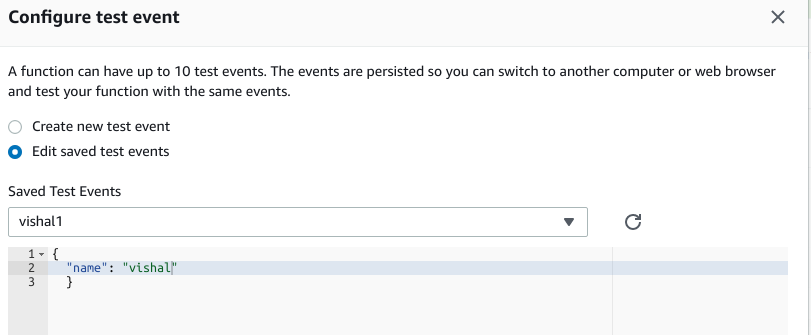 Configure test event
A function can have up to 10 test events. The events are persisted so you can switch to another computer or web browser
and test your function with the same events.
Create new test event
Edit saved test events
Saved Test Events
vishal1
1 {
2 "name": "vishal"
3 }